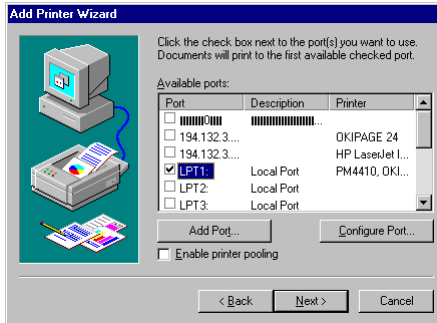 Add Printer Wizard
Click the check box next to the port(s) you want to use.
Documents will print to the first available checked port.
Available ports:
Port Description Printer
194.132.3... OKIPAGE 24
194.132.3... HP LaserJet I...
LPT1: Local Port PM4410, OKI...
LPT2: Local Port
LPT3: Local Port
Add Port... Configure Port...
Enable printer pooling
< Back Next > Cancel